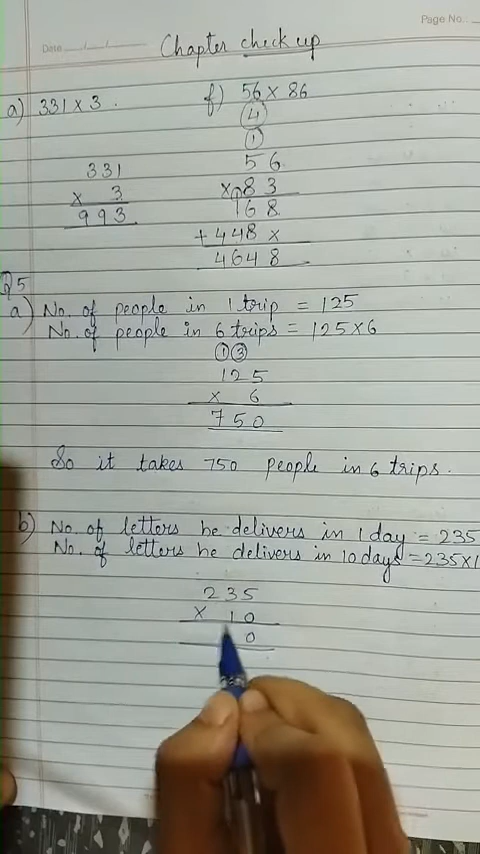 Page No.:
Date
Chapter check up
a) 331 x 3 .
f) 56 x 86
4
1
331
x 3
993
56
x 83
168
+ 448 x
4648
Q5
a) No. of people in 1 trip = 125
No. of people in 6 trips = 125 x 6
1 3
125
x 6
750
So it takes 750 people in 6 trips.
b) No. of letters he delivers in 1 day = 235
No. of letters he delivers in 10 days = 235 x 1
235
x 10
0